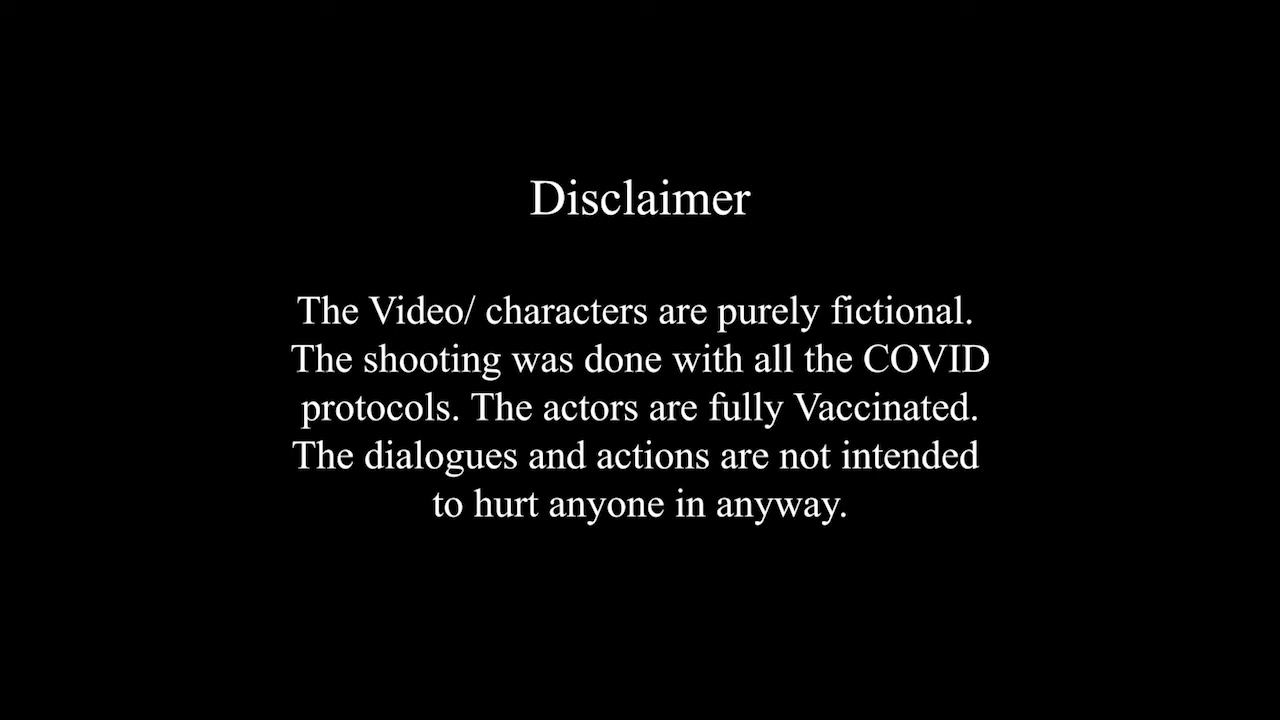 Disclaimer
The Video/ characters are purely fictional.
The shooting was done with all the COVID
protocols. The actors are fully Vaccinated.
The dialogues and actions are not intended
to hurt anyone in anyway.